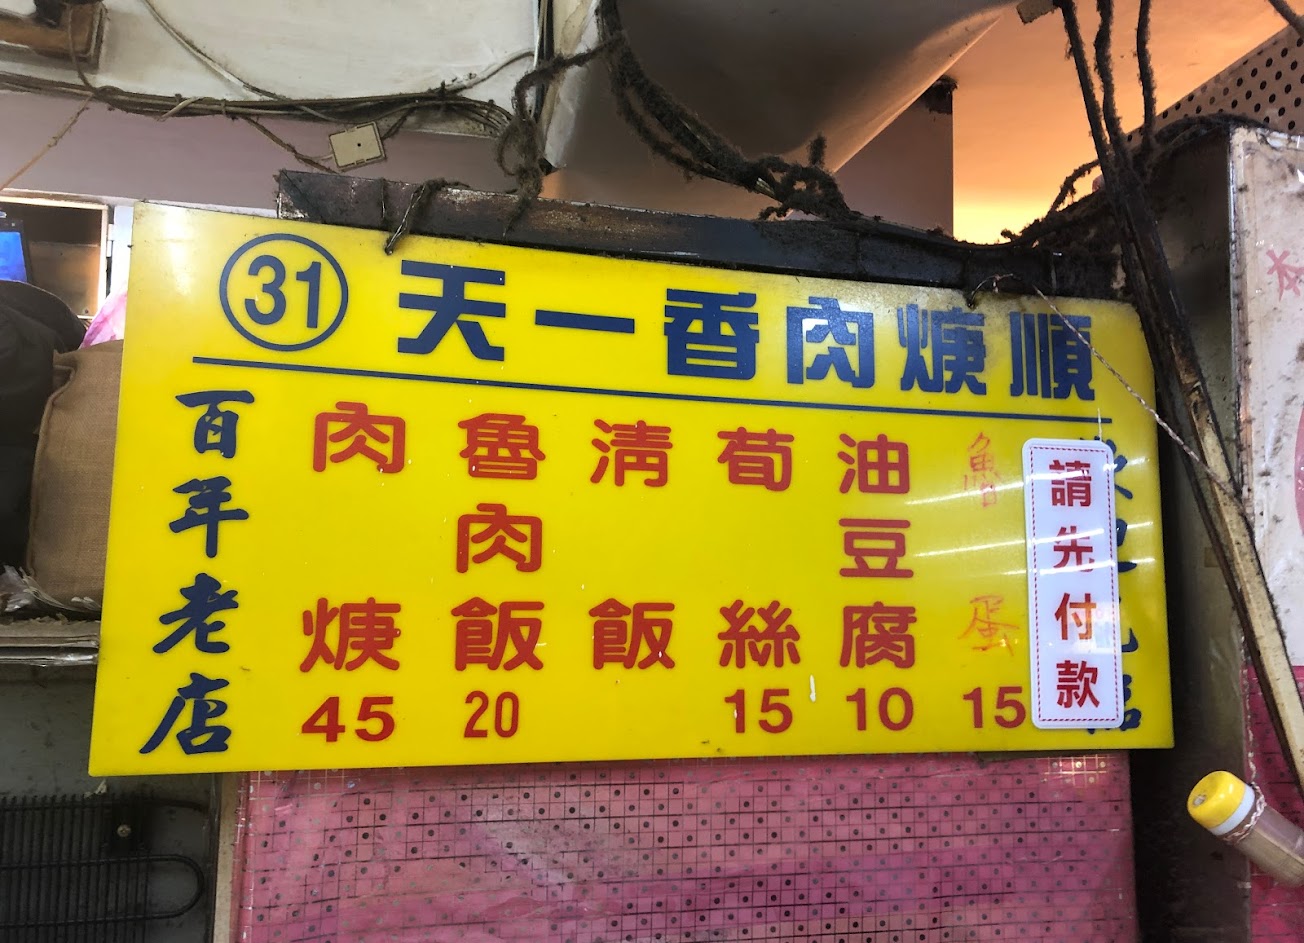 31 天一香肉焿順
百年老店
肉焿 45
魯肉飯 20
清飯
荀絲 15
油豆腐 10
魯蛋 15
請先付款